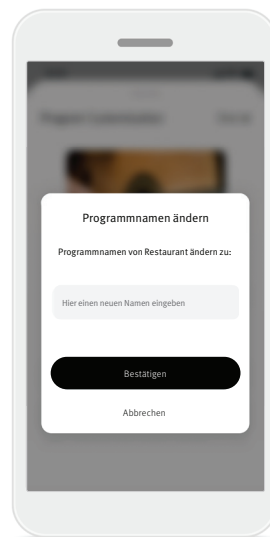 Programmnamen ändern
Programmnamen von Restaurant ändern zu:
Hier einen neuen Namen eingeben
Bestätigen
Abbrechen